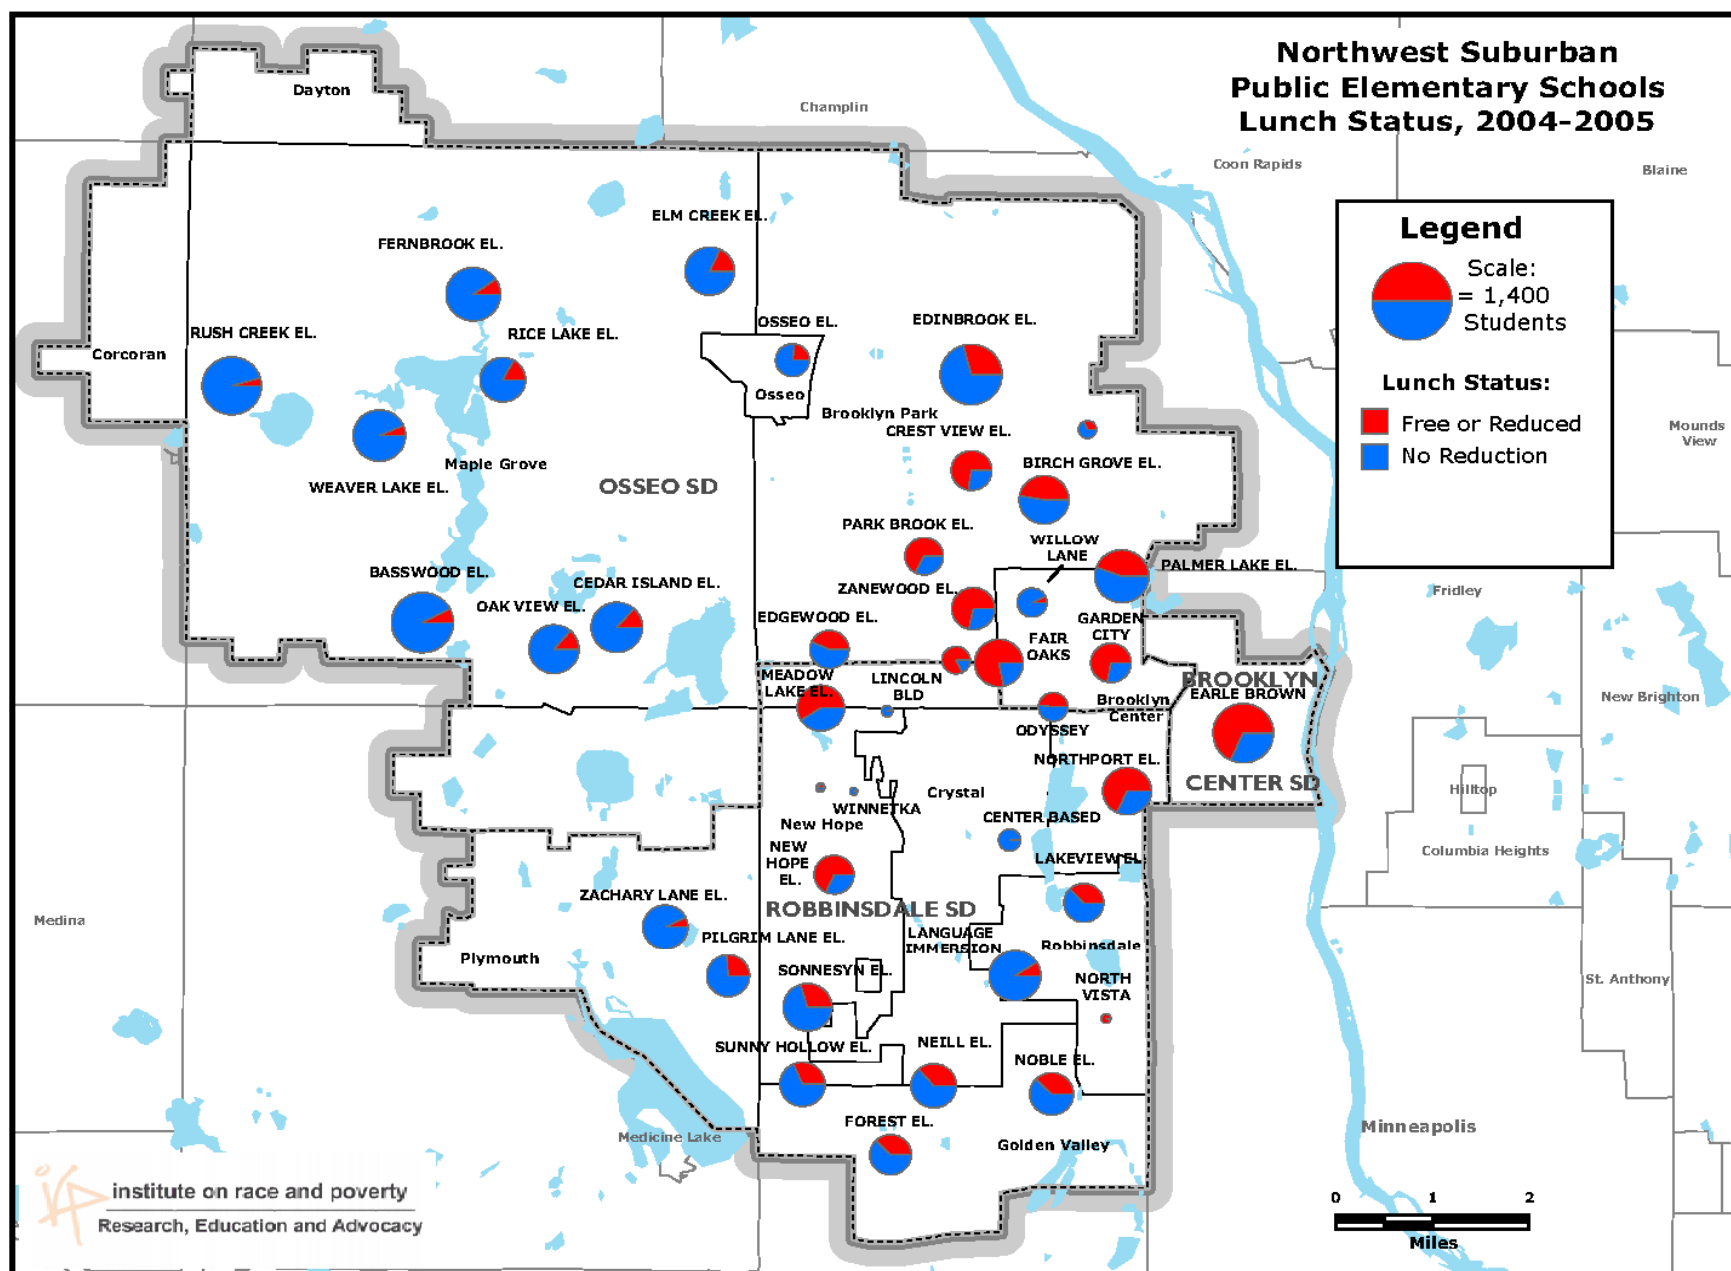 Northwest Suburban
Public Elementary Schools
Lunch Status, 2004-2005
Dayton
Champlin
Coon Rapids
Blaine
Legend
Scale:
= 1,400
Students
Lunch Status:
Free or Reduced
No Reduction
ELM CREEK EL.
FERNBROOK EL.
RUSH CREEK EL.
RICE LAKE EL.
OSSEO EL.
EDINBROOK EL.
Corcoran
Osseo
Brooklyn Park
CREST VIEW EL.
Mounds
View
Maple Grove
BIRCH GROVE EL.
WEAVER LAKE EL.
OSSEO SD
PARK BROOK EL.
WILLOW
LANE
PALMER LAKE EL.
BASSWOOD EL.
CEDAR ISLAND EL.
ZANEWOOD EL.
Fridley
OAK VIEW EL.
EDGEWOOD EL.
GARDEN
CITY
FAIR
OAKS
MEADOW
LAKE EL.
LINCOLN
BLD
BROOKLYN
EARLE BROWN
New Brighton
Brooklyn
Center
ODYSSEY
NORTHPORT EL.
CENTER SD
Hilltop
Crystal
WINNETKA
CENTER BASED
New Hope
NEW
HOPE
EL.
LAKEVIEW EL.
Columbia Heights
ZACHARY LANE EL.
ROBBINSDALE SD
Medina
PILGRIM LANE EL.
LANGUAGE
IMMERSION
Robbinsdale
Plymouth
SONNESYN EL.
NORTH
VISTA
St. Anthony
SUNNY HOLLOW EL.
NEILL EL.
NOBLE EL.
FOREST EL.
Medicine Lake
Golden Valley
Minneapolis
institute on race and poverty
Research, Education and Advocacy
0 1 2
Miles